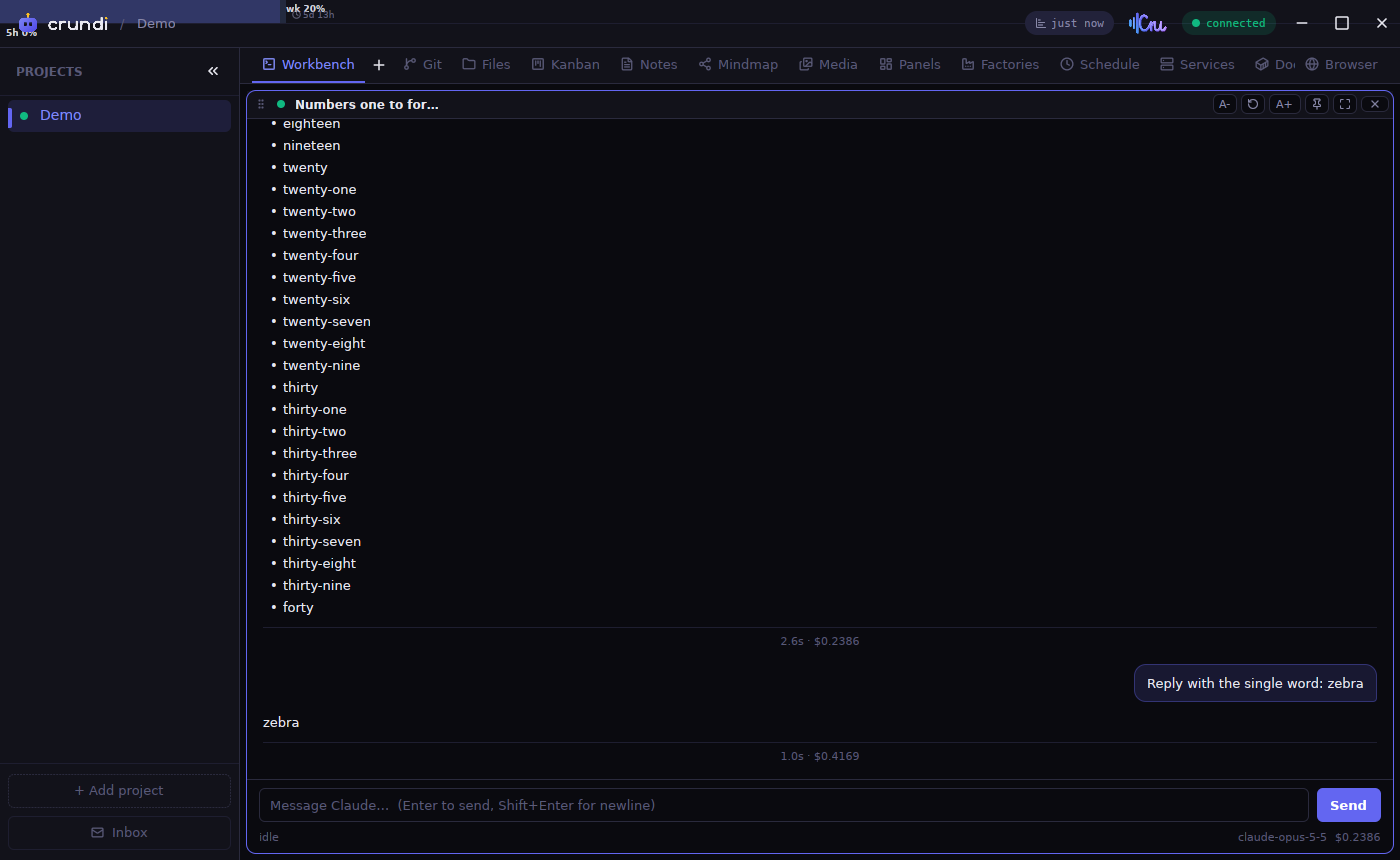 wk 20%
5d 13h
5h 0%
crundi / Demo
just now
Cru
connected
PROJECTS
Demo
+ Add project
Inbox
Workbench
Git
Files
Kanban
Notes
Mindmap
Media
Panels
Factories
Schedule
Services
Do
Browser
Numbers one to for…
A-
A+
• eighteen
• nineteen
• twenty
• twenty-one
• twenty-two
• twenty-three
• twenty-four
• twenty-five
• twenty-six
• twenty-seven
• twenty-eight
• twenty-nine
• thirty
• thirty-one
• thirty-two
• thirty-three
• thirty-four
• thirty-five
• thirty-six
• thirty-seven
• thirty-eight
• thirty-nine
• forty
2.6s · $0.2386
Reply with the single word: zebra
zebra
1.0s · $0.4169
Message Claude… (Enter to send, Shift+Enter for newline)
Send
idle
claude-opus-5-5 $0.2386